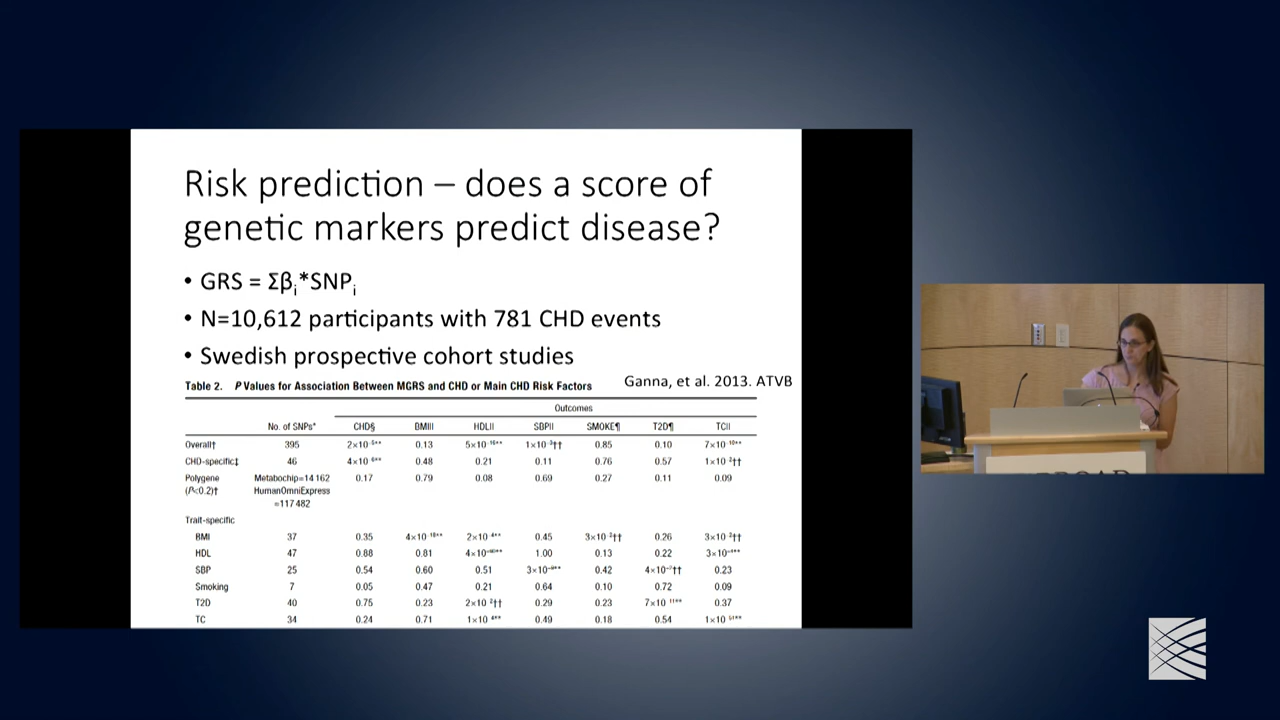 Risk prediction – does a score of
genetic markers predict disease?
• GRS = Σβi*SNPi
• N=10,612 participants with 781 CHD events
• Swedish prospective cohort studies
Ganna, et al. 2013. ATVB
Table 2. P Values for Association Between MGRS and CHD or Main CHD Risk Factors
Outcomes
No. of SNPs* CHD§ BMI|| HDL|| SBP|| SMOKE¶ T2D¶ TC||
Overall† 395 0.13 0.85 0.10
CHD-specific‡ 46 0.48 0.21 0.11 0.76 0.57
Polygene Metabochip=14 162 0.17 0.79 0.08 0.69 0.27 0.11 0.09
(P<0.2)† HumanOmniExpress
=117 482
Trait-specific
BMI 37 0.35 0.45 0.26
HDL 47 0.88 0.81 1.00 0.13 0.22
SBP 25 0.54 0.60 0.51 0.42 0.23
Smoking 7 0.05 0.47 0.21 0.64 0.10 0.72 0.09
T2D 40 0.75 0.23 0.29 0.23 0.37
TC 34 0.24 0.71 0.49 0.18 0.54